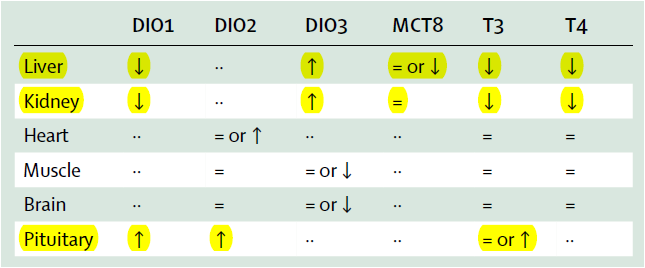 DIO1 DIO2 DIO3 MCT8 T3 T4
Liver ↓ ·· ↑ = or ↓ ↓ ↓
Kidney ↓ ·· ↑ = ↓ ↓
Heart ·· = or ↑ ·· ·· = =
Muscle ·· = = or ↓ ·· = =
Brain ·· = = or ↓ ·· = =
Pituitary ↑ ↑ ·· ·· = or ↑ ··